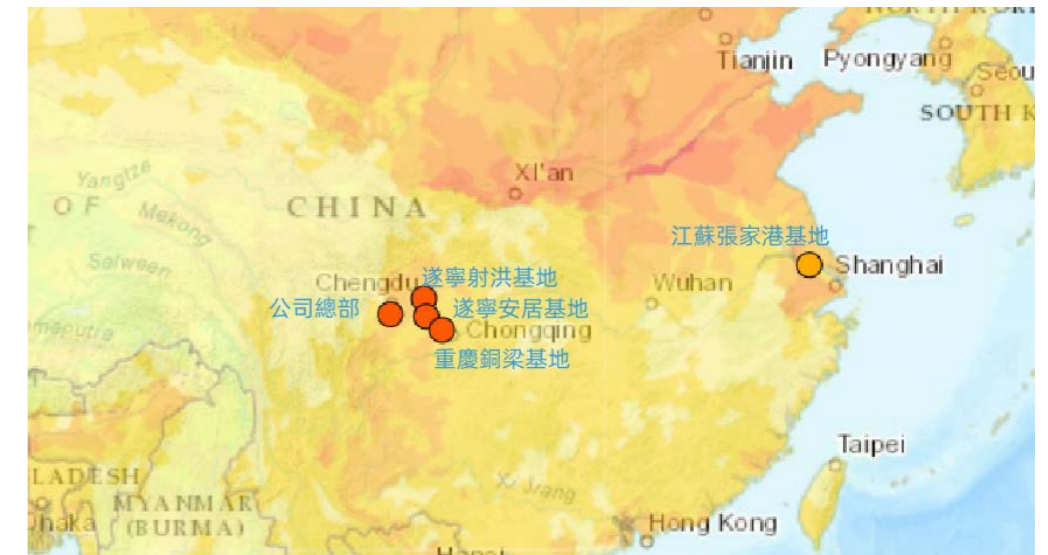 NORTH KOR
Tianjin
Pyongyang
Seou
SOUTH K
Xi'an
Yangtze
OF
Mekong
CHINA
江蘇張家港基地
Salween
Shanghai
Chengdu
遂寧射洪基地
Wuhan
公司總部
遂寧安居基地
Chongqing
重慶銅梁基地
Taipei
LADESH
Xi Jiang
MYANMAR
(BURMA)
haka
Hong Kong
Hanoi